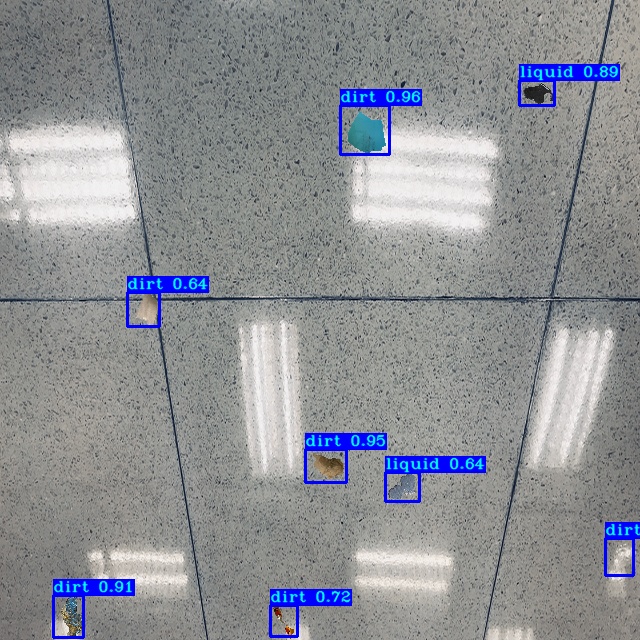 liquid 0.89
dirt 0.96
dirt 0.64
dirt 0.95
liquid 0.64
dirt
dirt 0.91
dirt 0.72